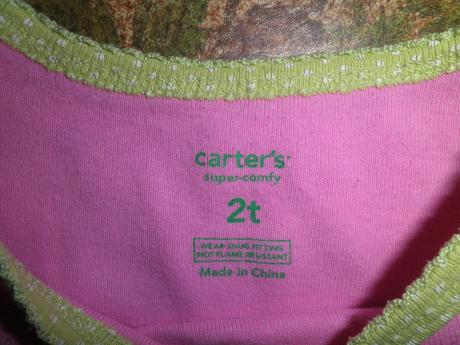 carter's
super-comfy
2t
WEAR SNUG FITTING
NOT FLAME RESISTANT
Made in China